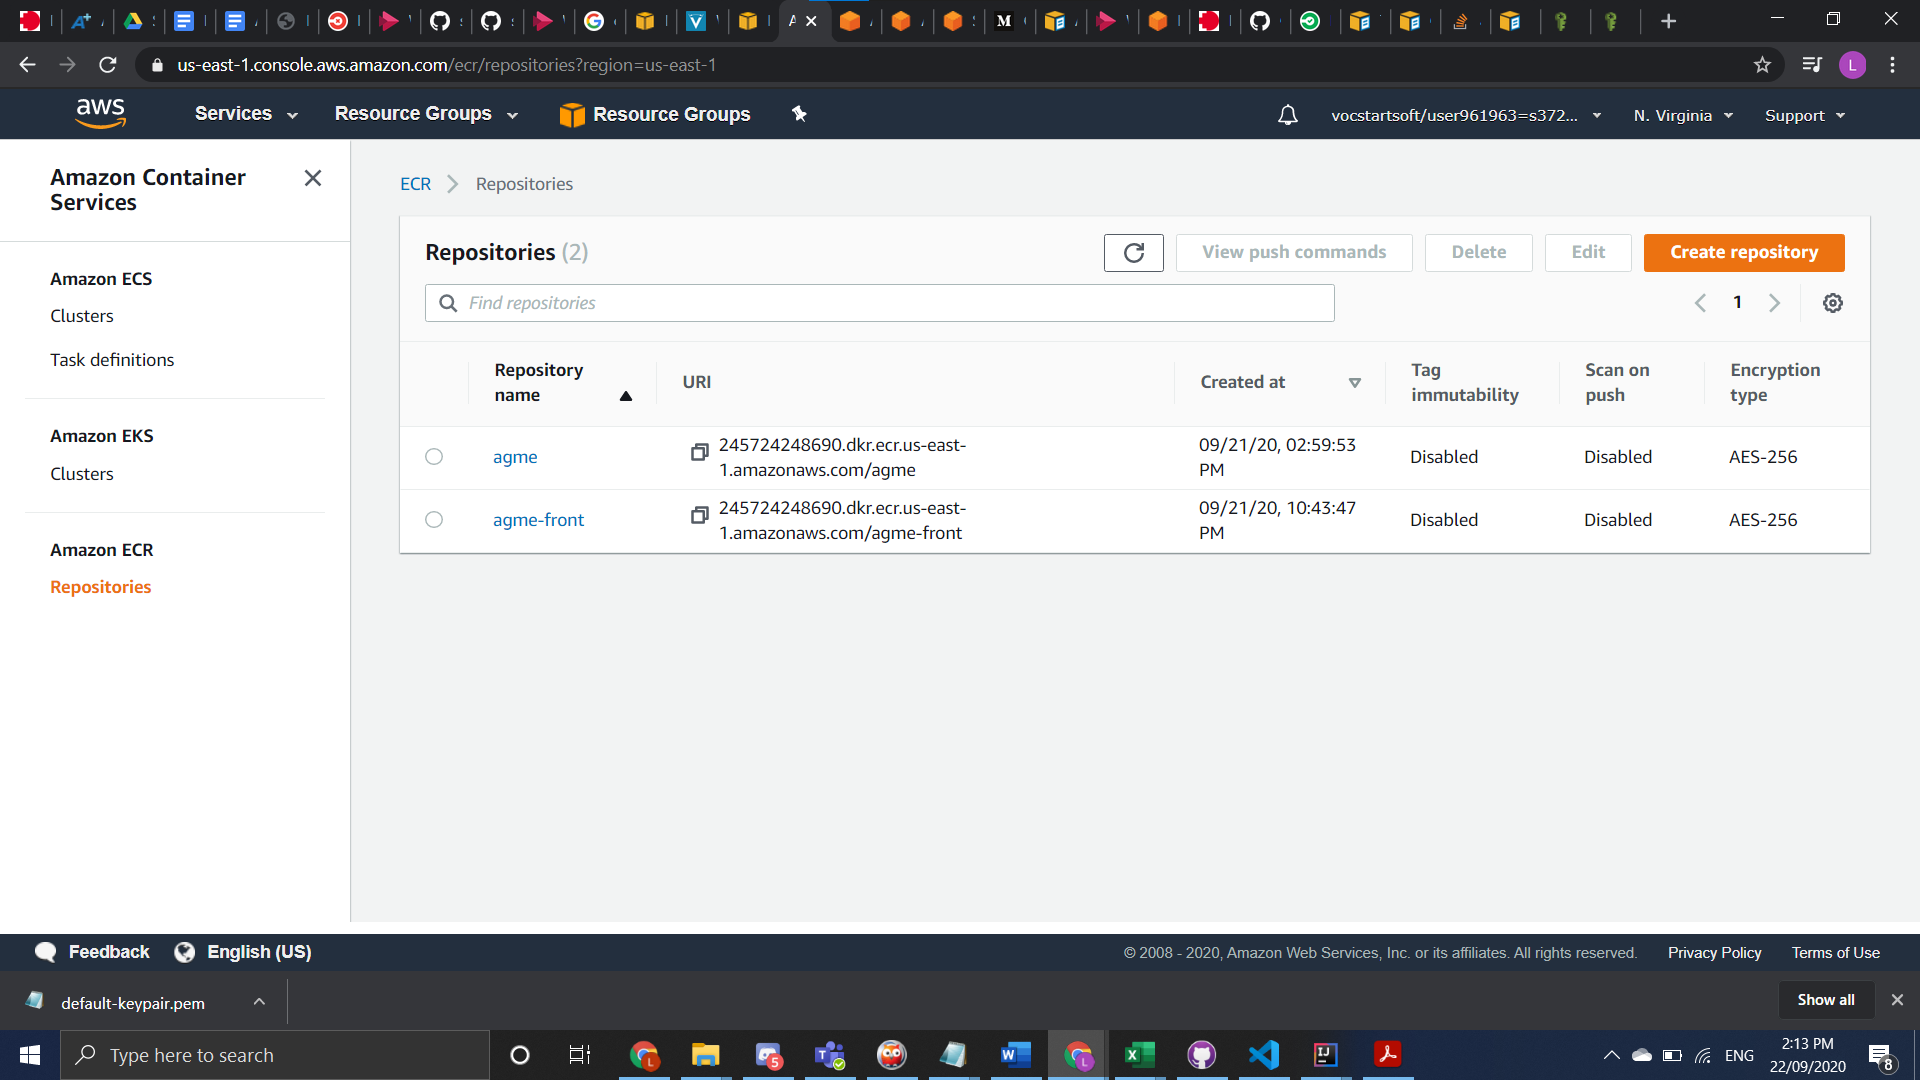 us-east-1.console.aws.amazon.com/ecr/repositories?region=us-east-1
L
aws
Services
Resource Groups
Resource Groups
vocstartsoft/user961963=s372...
N. Virginia
Support
Amazon Container
Services
Amazon ECS
Clusters
Task definitions
Amazon EKS
Clusters
Amazon ECR
Repositories
ECR
Repositories
Repositories (2)
View push commands
Delete
Edit
Create repository
Find repositories
1
Repository
name
URI
Created at
Tag
immutability
Scan on
push
Encryption
type
agme
245724248690.dkr.ecr.us-east-
1.amazonaws.com/agme
09/21/20, 02:59:53
PM
Disabled
Disabled
AES-256
agme-front
245724248690.dkr.ecr.us-east-
1.amazonaws.com/agme-front
09/21/20, 10:43:47
PM
Disabled
Disabled
AES-256
Feedback
English (US)
© 2008 - 2020, Amazon Web Services, Inc. or its affiliates. All rights reserved.
Privacy Policy
Terms of Use
default-keypair.pem
Show all
Type here to search
5
ENG
2:13 PM
22/09/2020
8